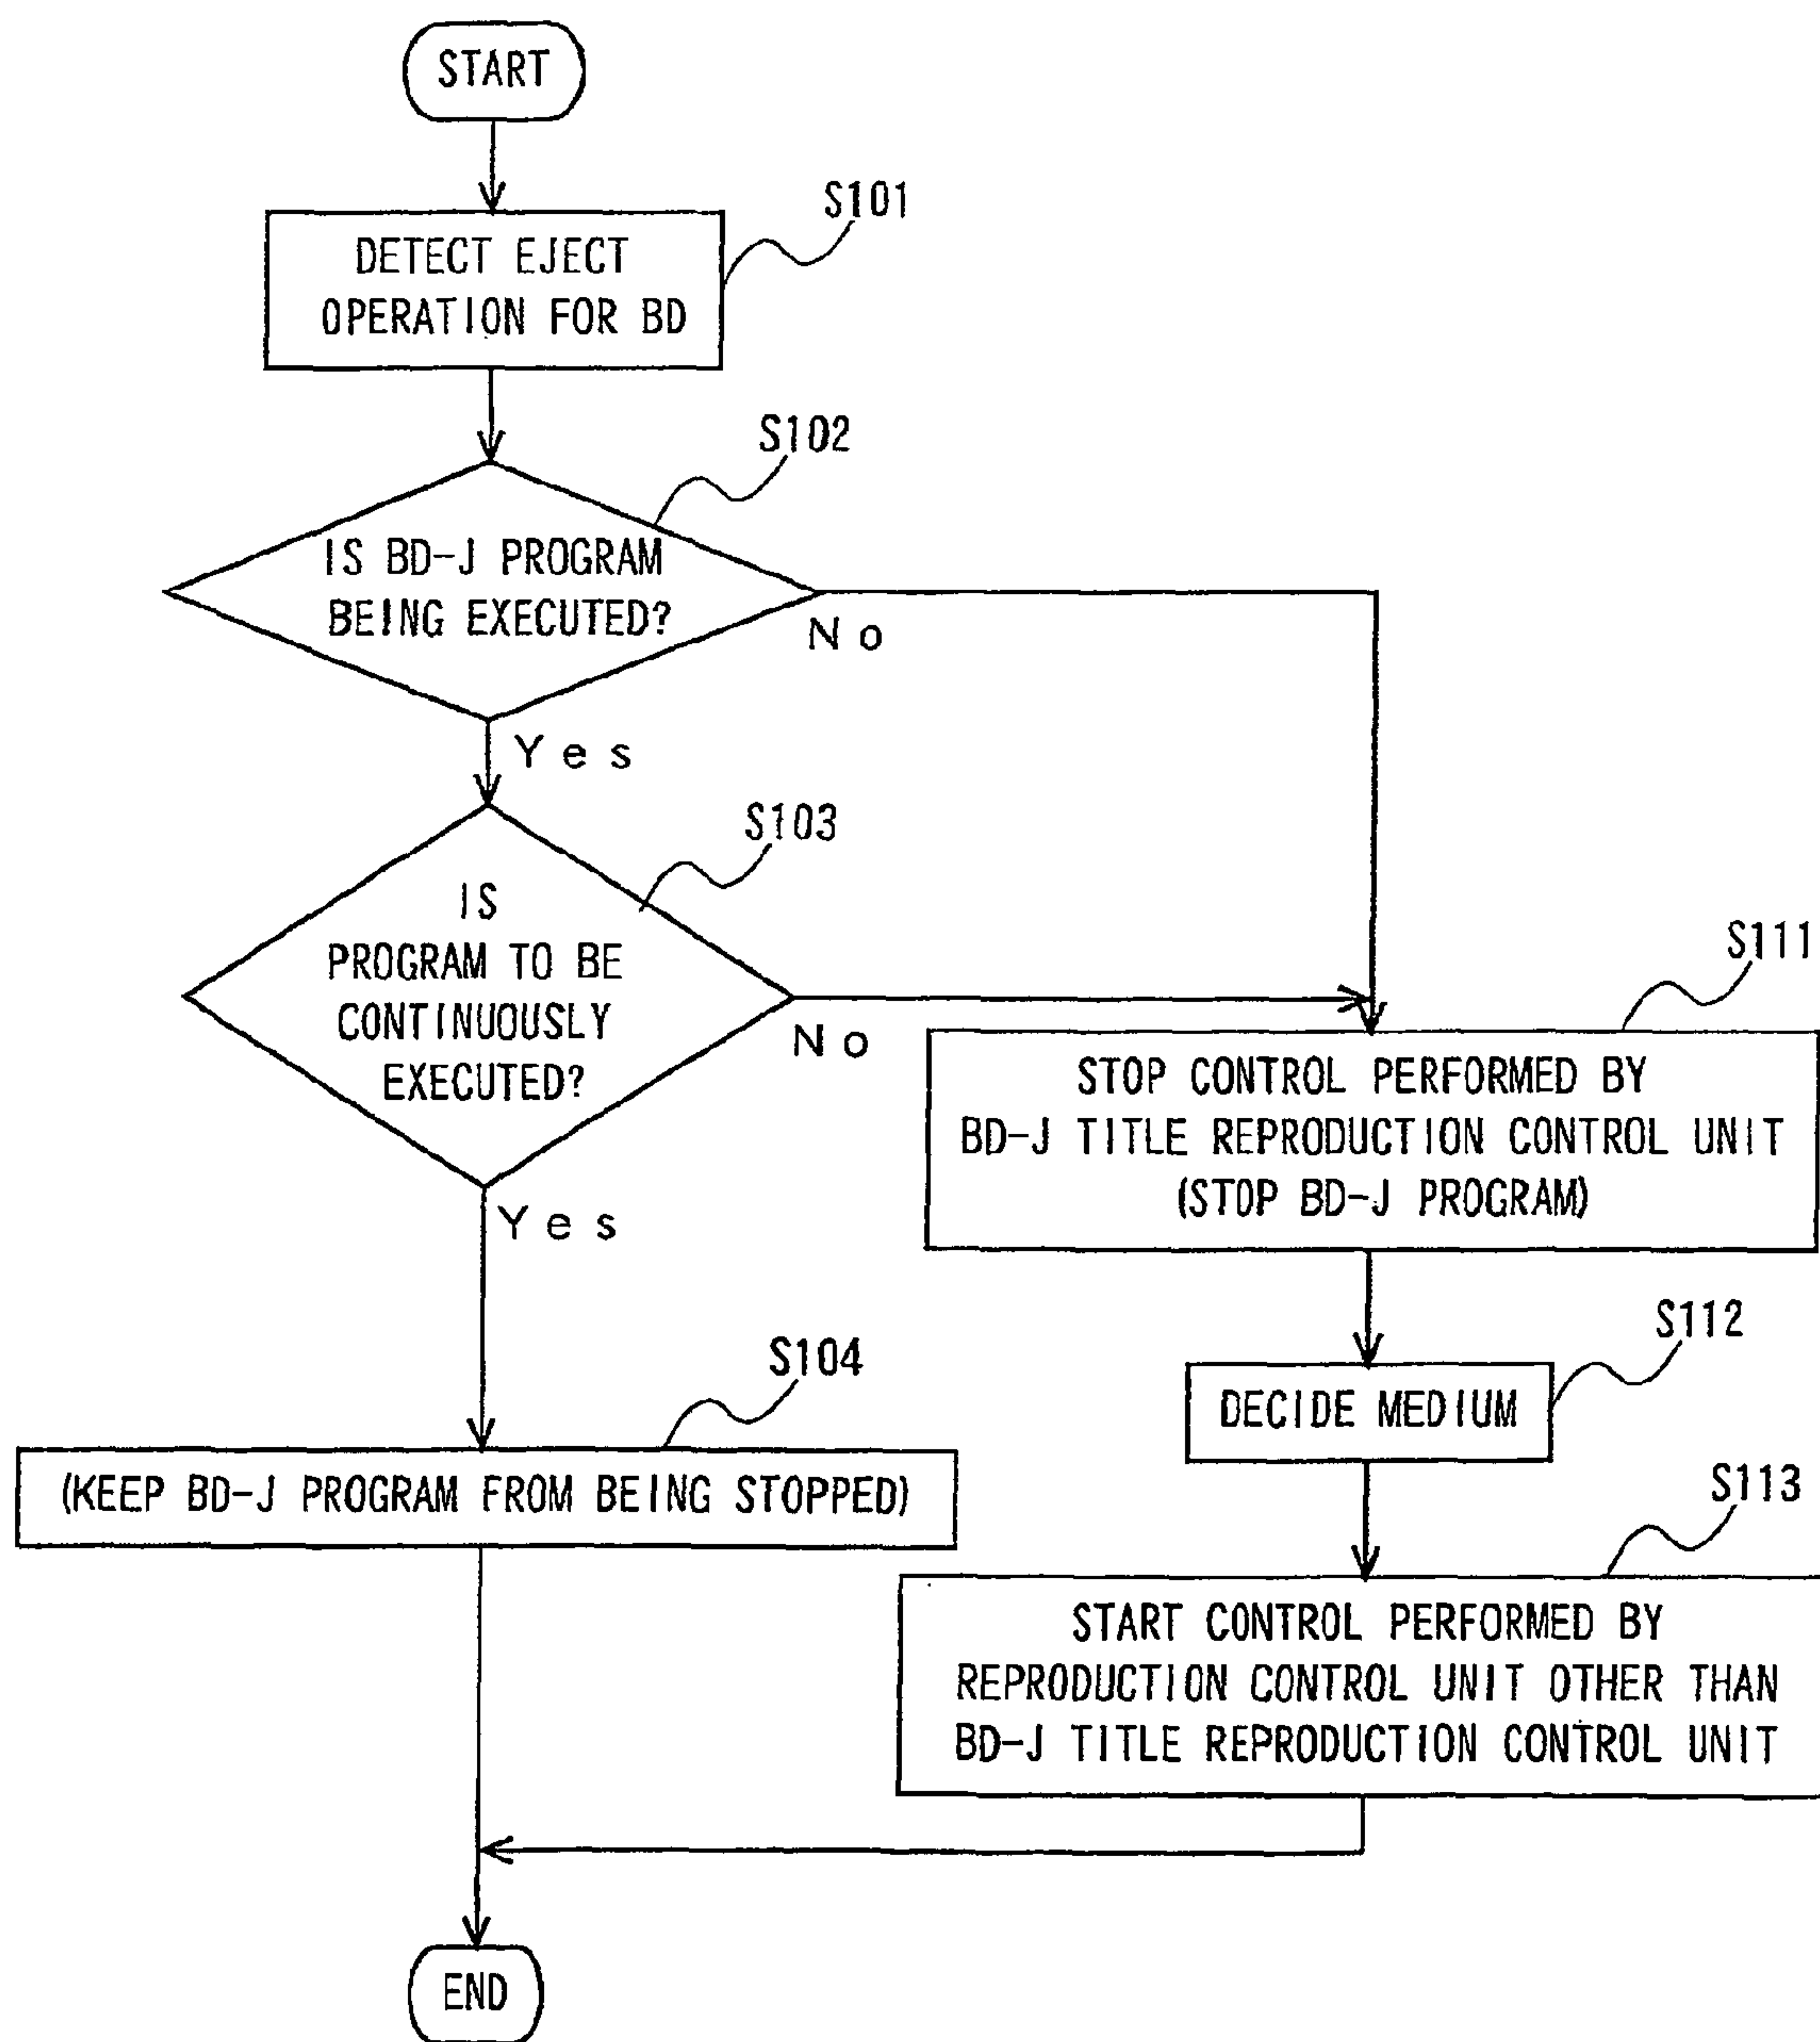 START
S101
DETECT EJECT
OPERATION FOR BD
S102
IS BD-J PROGRAM
BEING EXECUTED?
No
Yes
S103
IS
PROGRAM TO BE
CONTINUOUSLY
EXECUTED?
No
Yes
S111
STOP CONTROL PERFORMED BY
BD-J TITLE REPRODUCTION CONTROL UNIT
(STOP BD-J PROGRAM)
S112
DECIDE MEDIUM
S104
(KEEP BD-J PROGRAM FROM BEING STOPPED)
S113
START CONTROL PERFORMED BY
REPRODUCTION CONTROL UNIT OTHER THAN
BD-J TITLE REPRODUCTION CONTROL UNIT
END